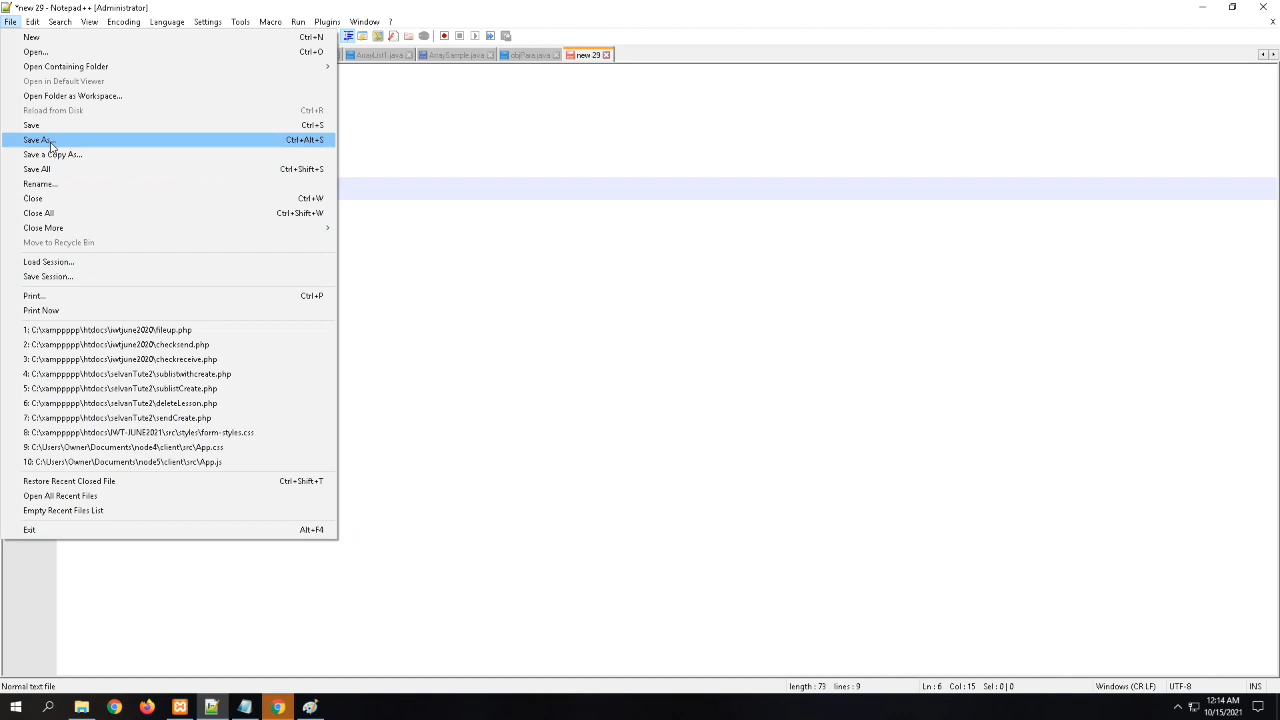 *new 29 - Notepad++ [Administrator]
File Edit Search View Encoding Language Settings Tools Macro Run Plugins Window ?
ArrayList1.java ArraySample.java objPara.java new 29
New Ctrl+N
Open... Ctrl+O
Open Containing Folder
Open in Default Viewer
Open Folder as Workspace...
Reload from Disk Ctrl+R
Save Ctrl+S
Save As... Ctrl+Alt+S
Save a Copy As...
Save All Ctrl+Shift+S
Rename...
Close Ctrl+W
Close All Ctrl+Shift+W
Close More
Move to Recycle Bin
Load Session...
Save Session...
Print... Ctrl+P
Print Now
1: C:\xamppppp\htdocs\iwtjune2020\fileup.php
2: C:\xamppppp\htdocs\iwtjune2020\checksend.php
3: C:\xamppppp\htdocs\iwtjune2020\checkreceive.php
4: C:\xamppppp\htdocs\selvanTute2\sublistwithcreate.php
5: C:\xamppppp\htdocs\selvanTute2\sublistCreate.php
6: C:\xamppppp\htdocs\selvanTute2\deleteLesson.php
7: C:\xamppppp\htdocs\selvanTute2\sendCreate.php
8: C:\xamppppp\htdocs\IWT-JUNE2021\src\styles\form-styles.css
9: C:\Users\Owner\Documents\node4\client\src\App.css
10: C:\Users\Owner\Documents\node5\client\src\App.js
Restore Recent Closed File Ctrl+Shift+T
Open All Recent Files
Empty Recent Files List
Exit Alt+F4
Normal text file length : 73 lines : 9 Ln : 6 Col : 15 Sel : 0 | 0 Windows (CR LF) UTF-8 INS
12:14 AM
10/15/2021